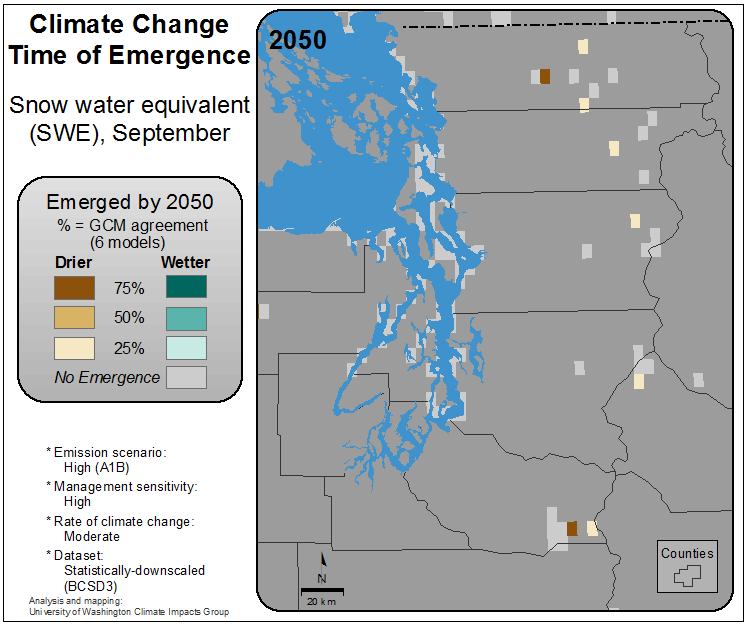 Climate Change
Time of Emergence
Snow water equivalent
(SWE), September
Emerged by 2050
% = GCM agreement
(6 models)
Drier Wetter
75%
50%
25%
No Emergence
* Emission scenario:
High (A1B)
* Management sensitivity:
High
* Rate of climate change:
Moderate
* Dataset:
Statistically-downscaled
(BCSD3)
Analysis and mapping:
University of Washington Climate Impacts Group
2050
N
20 km
Counties